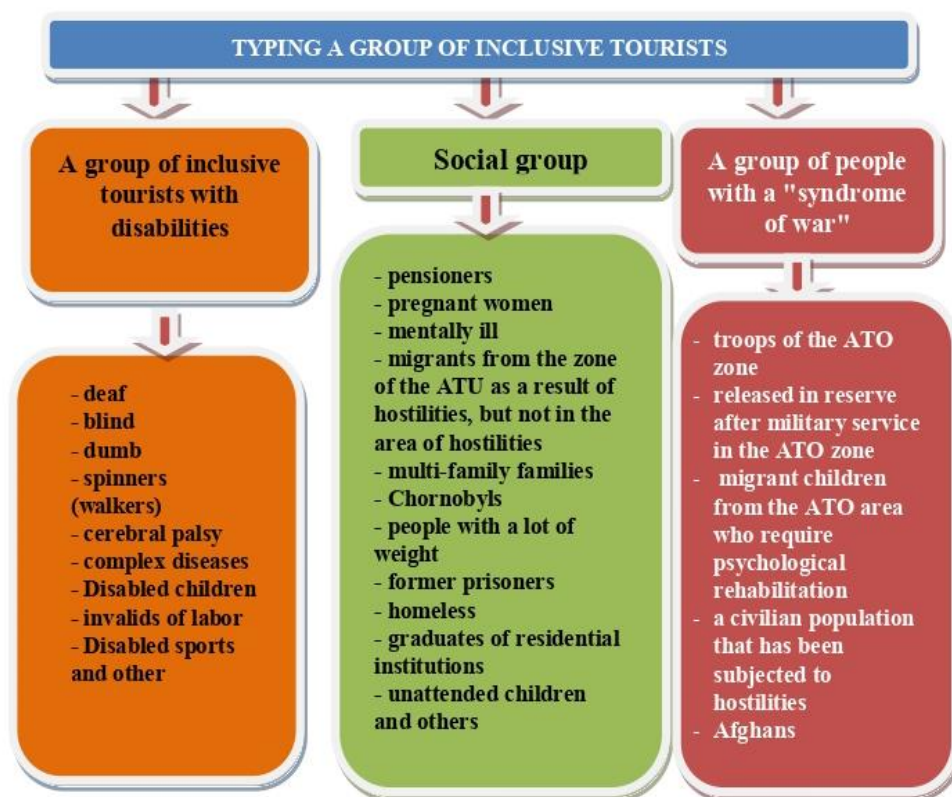 TYPING A GROUP OF INCLUSIVE TOURISTS
A group of inclusive
tourists with
disabilities
- deaf
- blind
- dumb
- spinners
(walkers)
- cerebral palsy
- complex diseases
- Disabled children
- invalids of labor
- Disabled sports
and other
Social group
- pensioners
- pregnant women
- mentally ill
- migrants from the zone
of the ATU as a result of
hostilities, but not in the
area of hostilities
- multi-family families
- Chornobyls
- people with a lot of
weight
- former prisoners
- homeless
- graduates of residential
institutions
- unattended children
and others
A group of people
with a "syndrome
of war"
- troops of the ATO
zone
- released in reserve
after military service
in the ATO zone
- migrant children
from the ATO area
who require
psychological
rehabilitation
- a civilian population
that has been
subjected to
hostilities
- Afghans